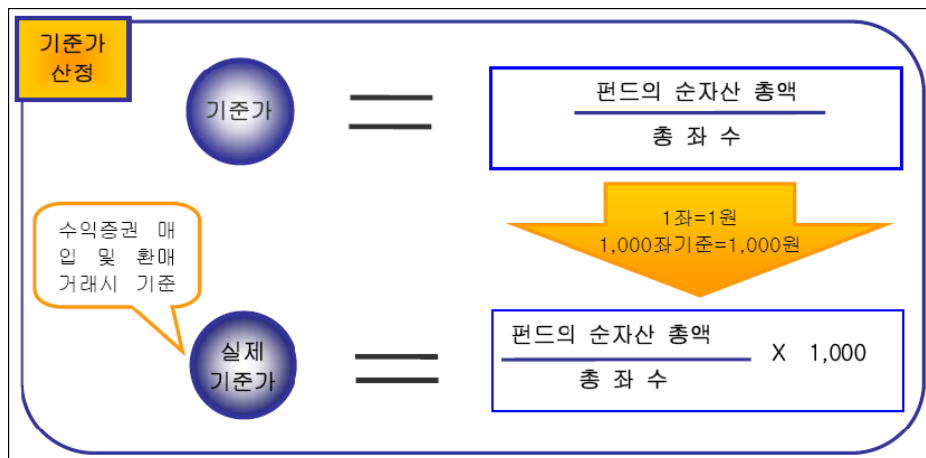 기준가
산정
기준가
펀드의 순자산 총액
총 좌 수
수익증권 매
입 및 환매
거래시 기준
1좌=1원
1,000좌기준=1,000원
실제
기준가
펀드의 순자산 총액
총 좌 수
X 1,000